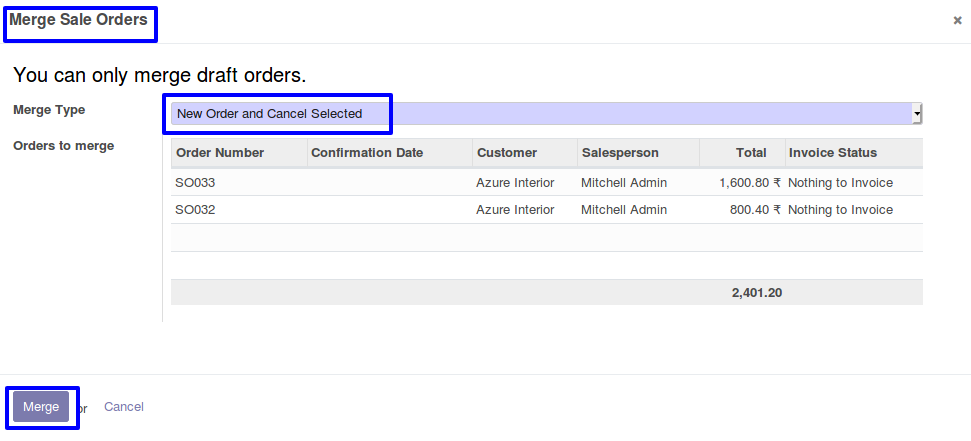 Merge Sale Orders ×
You can only merge draft orders.
Merge Type New Order and Cancel Selected
Orders to merge Order Number Confirmation Date Customer Salesperson Total Invoice Status
SO033 Azure Interior Mitchell Admin 1,600.80 ₹ Nothing to Invoice
SO032 Azure Interior Mitchell Admin 800.40 ₹ Nothing to Invoice
2,401.20
Merge or Cancel